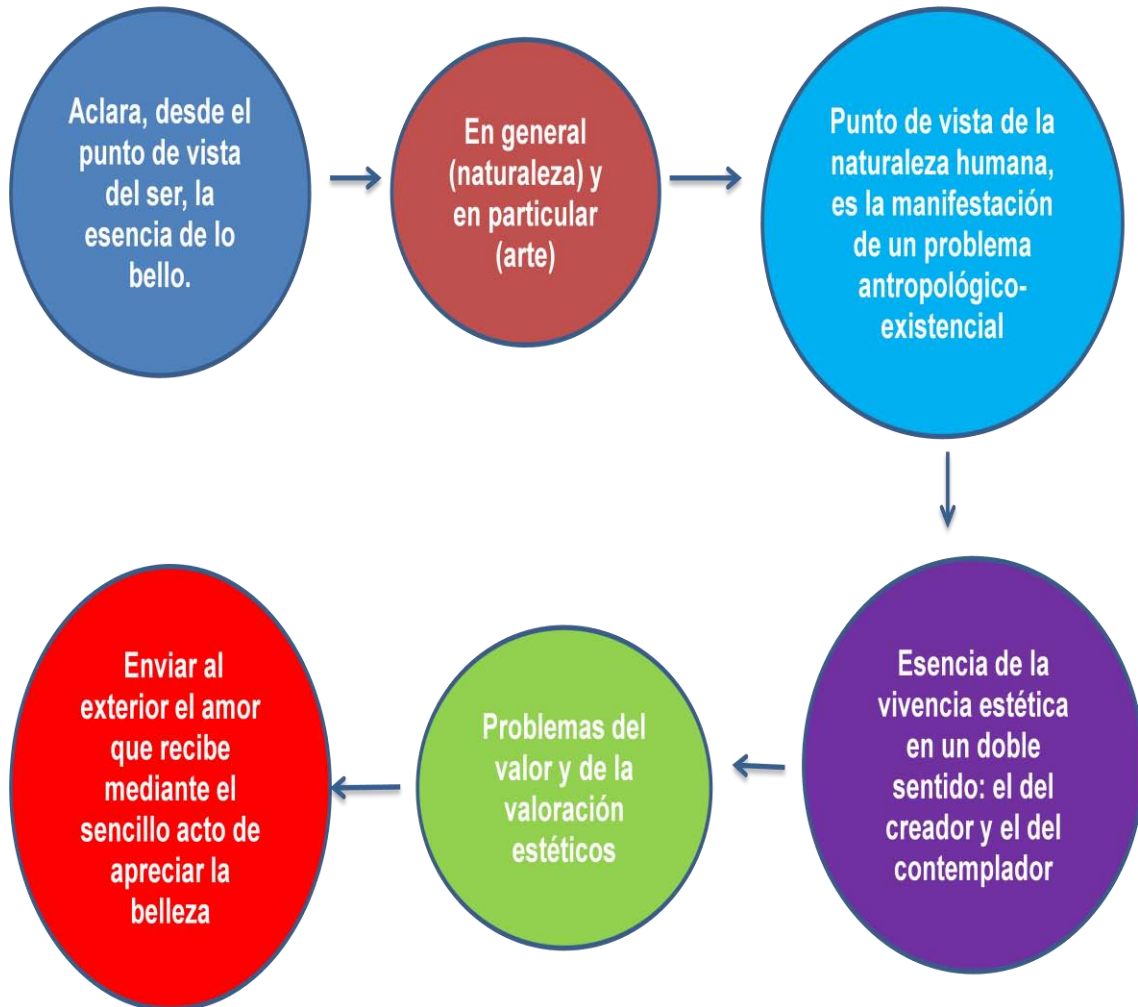 Aclara, desde el
punto de vista
del ser, la
esencia de lo
bello.
En general
(naturaleza) y
en particular
(arte)
Punto de vista de la
naturaleza humana,
es la manifestación
de un problema
antropológico-
existencial
Esencia de la
vivencia estética
en un doble
sentido: el del
creador y el del
contemplador
Problemas del
valor y de la
valoración
estéticos
Enviar al
exterior el amor
que recibe
mediante el
sencillo acto de
apreciar la
belleza